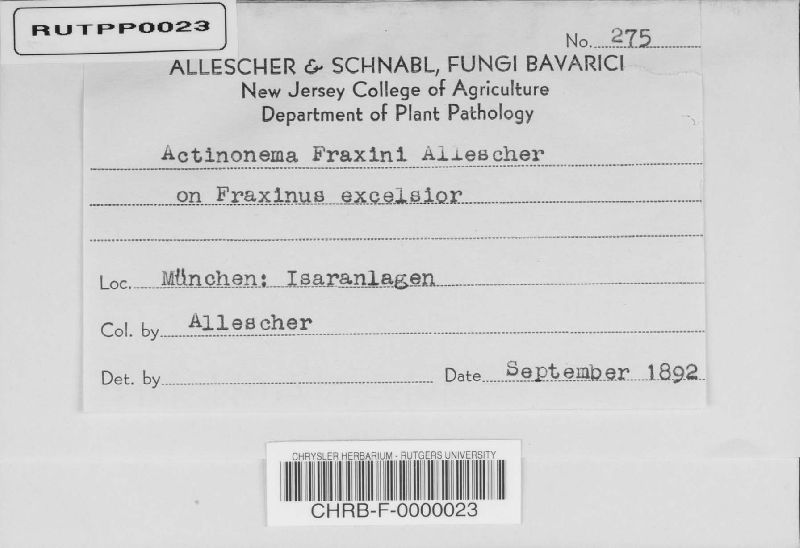 RUTPP0023
No. 275
ALLESCHER & SCHNABL, FUNGI BAVARICI
New Jersey College of Agriculture
Department of Plant Pathology
Actinonema Fraxini Allescher
on Fraxinus excelsior
Loc. München: Isaranlagen
Col. by Allescher
Det. by
Date September 1892
CHRYSLER HERBARIUM - RUTGERS UNIVERSITY
CHRB-F-0000023